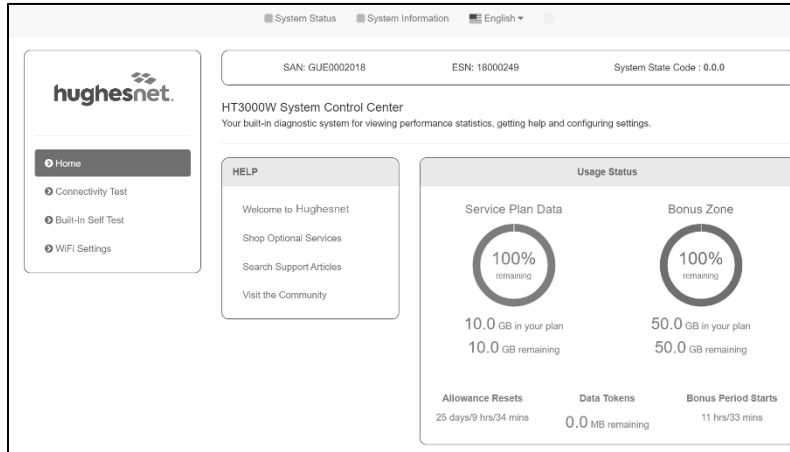 System Status System Information English
hughesnet.
SAN: GUE0002018 ESN: 18000249 System State Code : 0.0.0
HT3000W System Control Center
Your built-in diagnostic system for viewing performance statistics, getting help and configuring settings.
Home
Connectivity Test
Built-In Self Test
WiFi Settings
HELP
Welcome to Hughesnet
Shop Optional Services
Search Support Articles
Visit the Community
Usage Status
Service Plan Data
100%
remaining
10.0 GB in your plan
10.0 GB remaining
Bonus Zone
100%
remaining
50.0 GB in your plan
50.0 GB remaining
Allowance Resets
25 days/9 hrs/34 mins
Data Tokens
0.0 MB remaining
Bonus Period Starts
11 hrs/33 mins